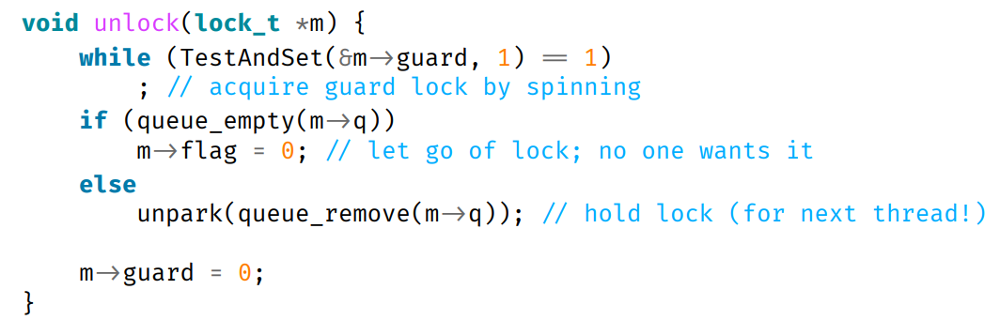 void unlock(lock_t *m) {
    while (TestAndSet(&m->guard, 1) == 1)
        ; // acquire guard lock by spinning
    if (queue_empty(m->q))
        m->flag = 0; // let go of lock; no one wants it
    else
        unpark(queue_remove(m->q)); // hold lock (for next thread!)

    m->guard = 0;
}